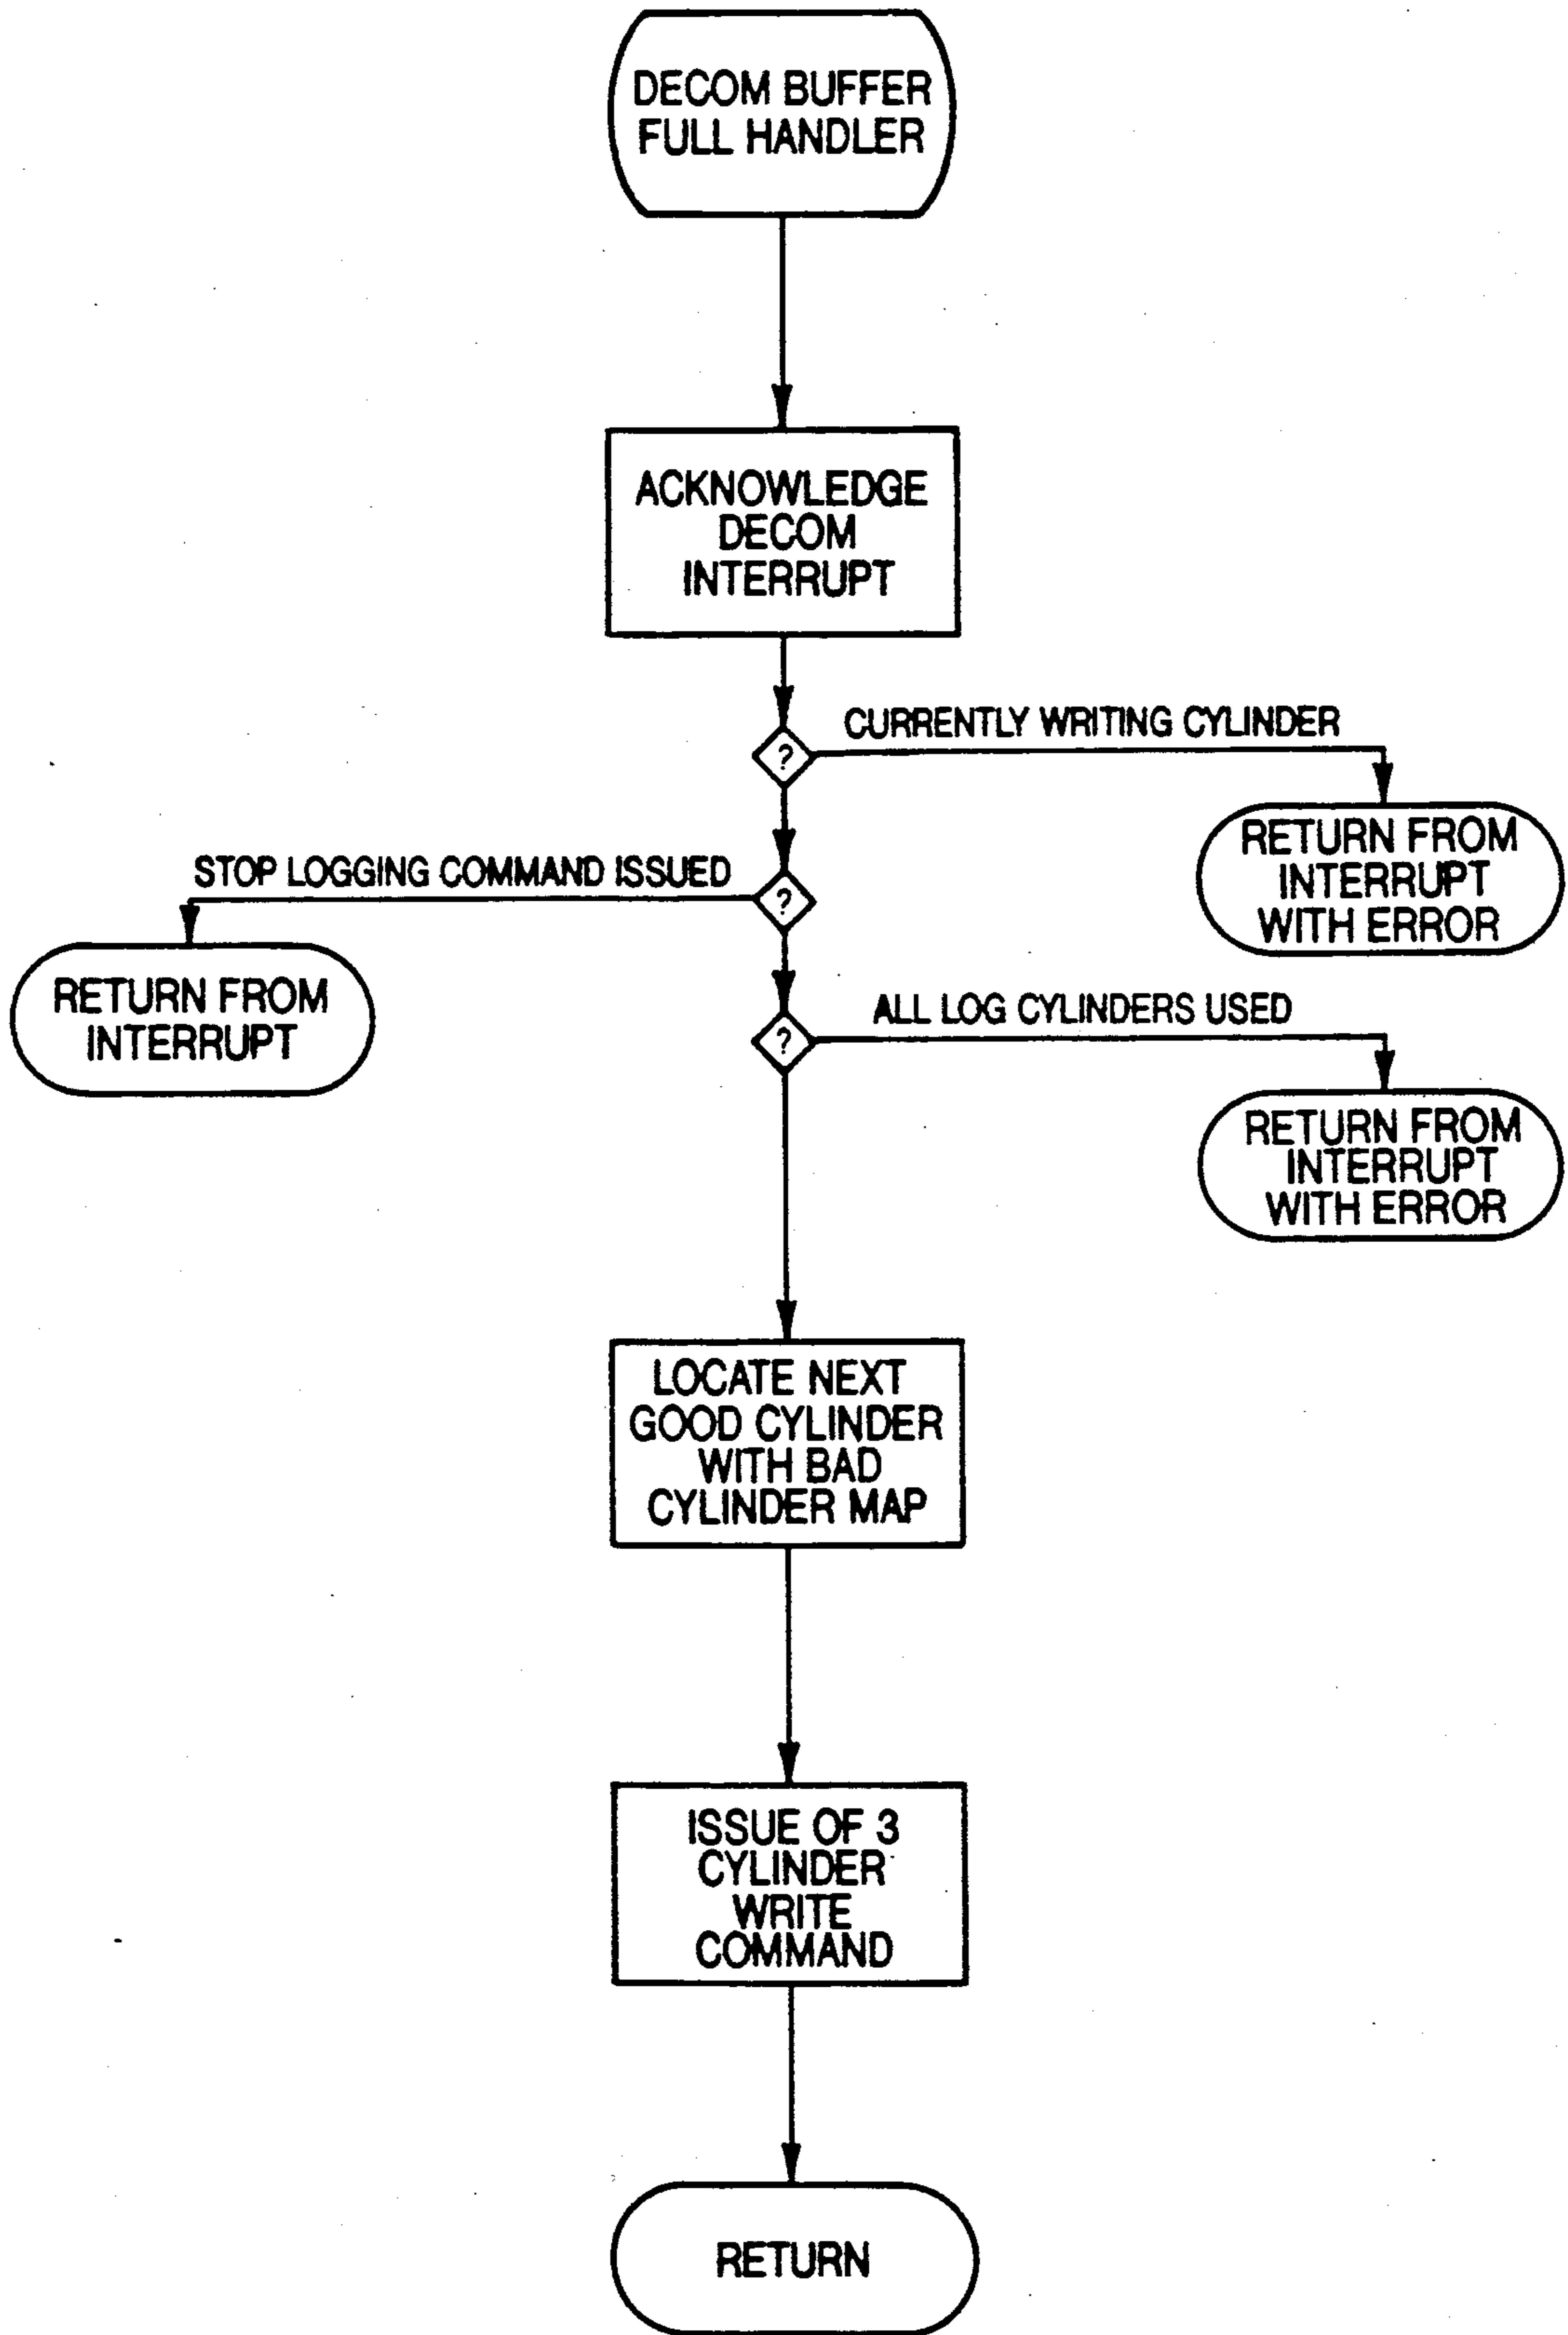 DECOM BUFFER
FULL HANDLER
ACKNOWLEDGE
DECOM
INTERRUPT
?
CURRENTLY WRITING CYLINDER
RETURN FROM
INTERRUPT
WITH ERROR
STOP LOGGING COMMAND ISSUED
?
RETURN FROM
INTERRUPT
?
ALL LOG CYLINDERS USED
RETURN FROM
INTERRUPT
WITH ERROR
LOCATE NEXT
GOOD CYLINDER
WITH BAD
CYLINDER MAP
ISSUE OF 3
CYLINDER
WRITE
COMMAND
RETURN